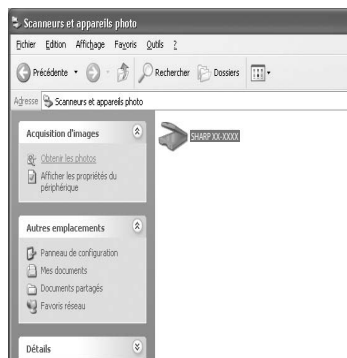 Scanneurs et appareils photo
Fichier Edition Affichage Favoris Outils ?
Précédente Rechercher Dossiers
Adresse Scanneurs et appareils photo
Acquisition d'images
SHARP XX-XXXX
Obtenir les photos
Afficher les propriétés du
périphérique
Autres emplacements
Panneau de configuration
Mes documents
Documents partagés
Favoris réseau
Détails